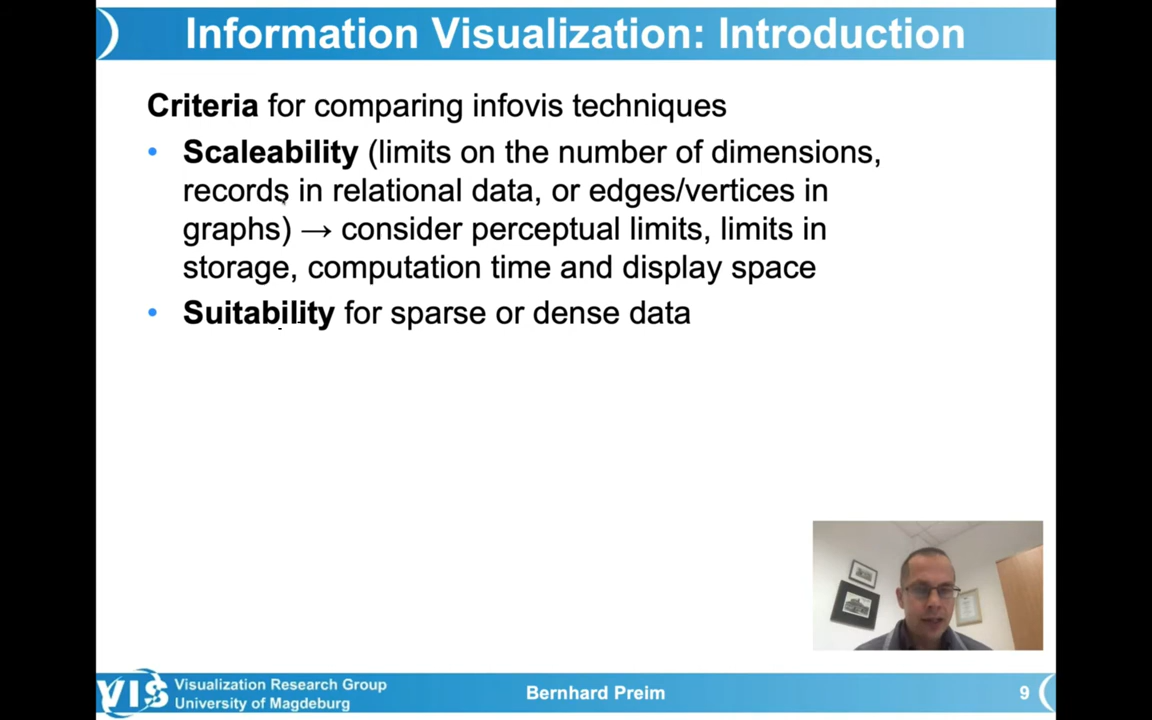 Information Visualization: Introduction
Criteria for comparing infovis techniques
• Scaleability (limits on the number of dimensions,
records in relational data, or edges/vertices in
graphs) → consider perceptual limits, limits in
storage, computation time and display space
• Suitability for sparse or dense data
VIS
Visualization Research Group
University of Magdeburg
Bernhard Preim
9